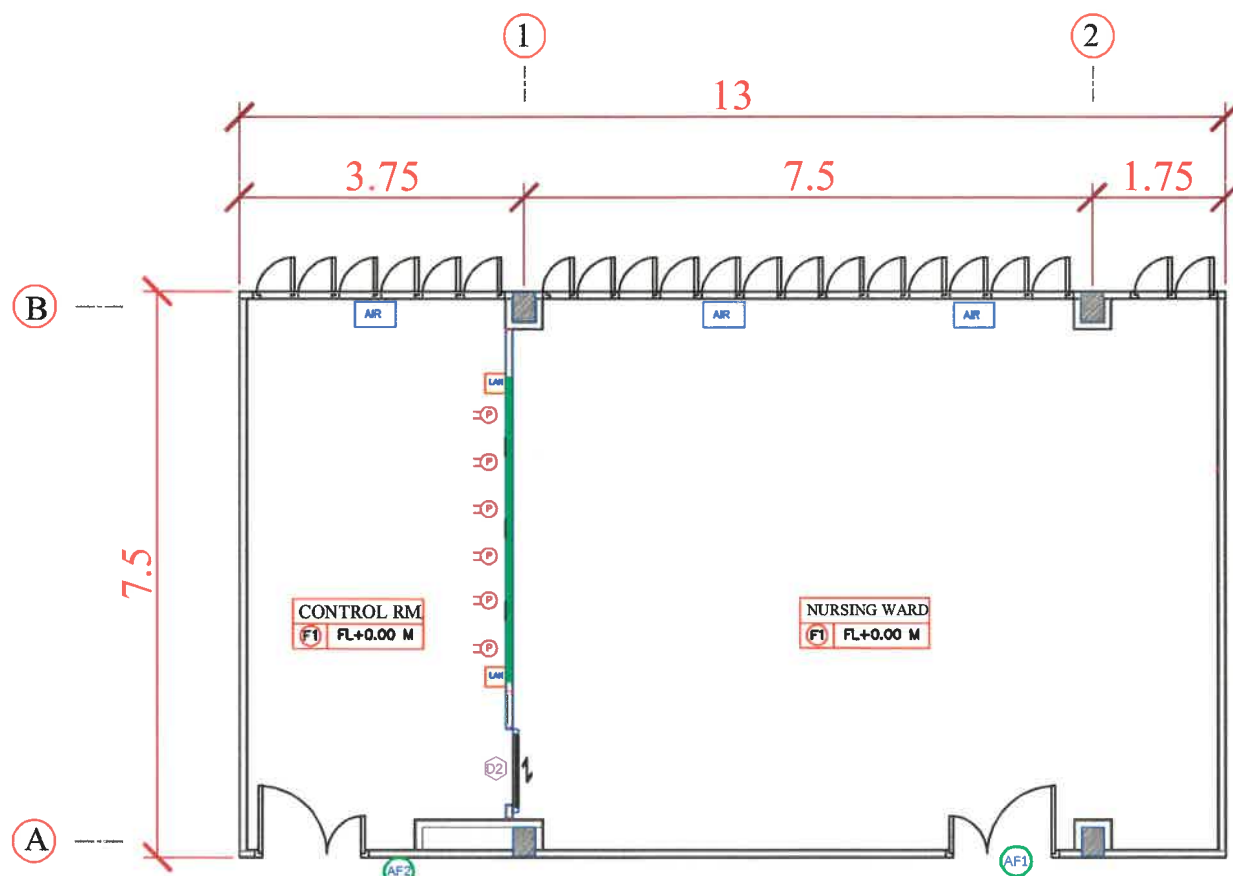 1 2
13
3.75 7.5 1.75
B
AIR AIR AIR
LAN
P
P
P
7.5
P
P
CONTROL RM
F1 FL+0.00 M
NURSING WARD
F1 FL+0.00 M
P
LAN
D2
A
AF2 AF1